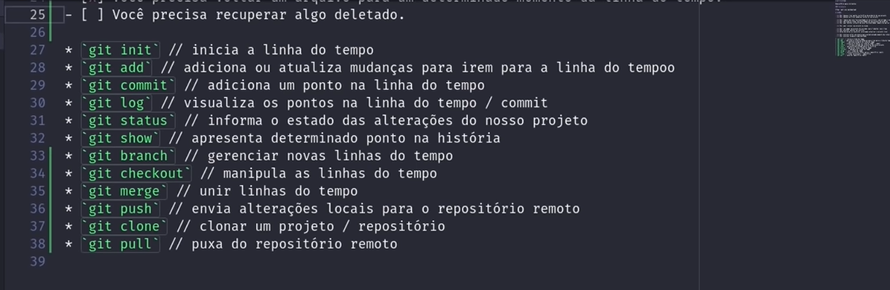 25 - [ ] Você precisa recuperar algo deletado.
26
27 * `git init` // inicia a linha do tempo
28 * `git add` // adiciona ou atualiza mudanças para irem para a linha do tempoo
29 * `git commit` // adiciona um ponto na linha do tempo
30 * `git log` // visualiza os pontos na linha do tempo / commit
31 * `git status` // informa o estado das alterações do nosso projeto
32 * `git show` // apresenta determinado ponto na história
33 * `git branch` // gerenciar novas linhas do tempo
34 * `git checkout` // manipula as linhas do tempo
35 * `git merge` // unir linhas do tempo
36 * `git push` // envia alterações locais para o repositório remoto
37 * `git clone` // clonar um projeto / repositório
38 * `git pull` // puxa do repositório remoto
39